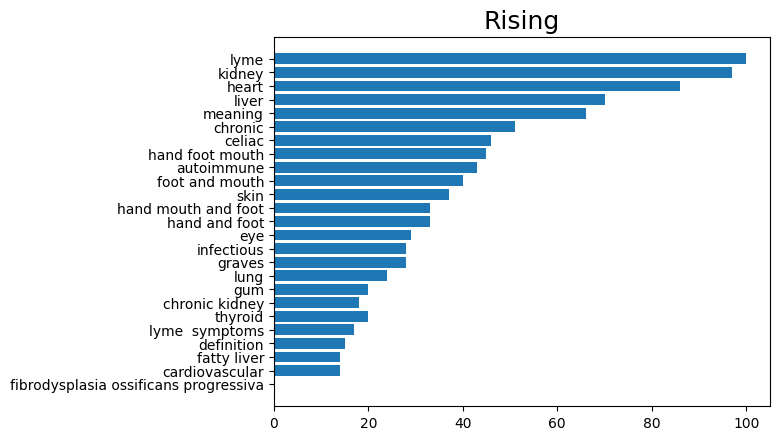 Rising
lyme
kidney
heart
liver
meaning
chronic
celiac
hand foot mouth
autoimmune
foot and mouth
skin
hand mouth and foot
hand and foot
eye
infectious
graves
lung
gum
chronic kidney
thyroid
lyme  symptoms
definition
fatty liver
cardiovascular
fibrodysplasia ossificans progressiva
0 20 40 60 80 100